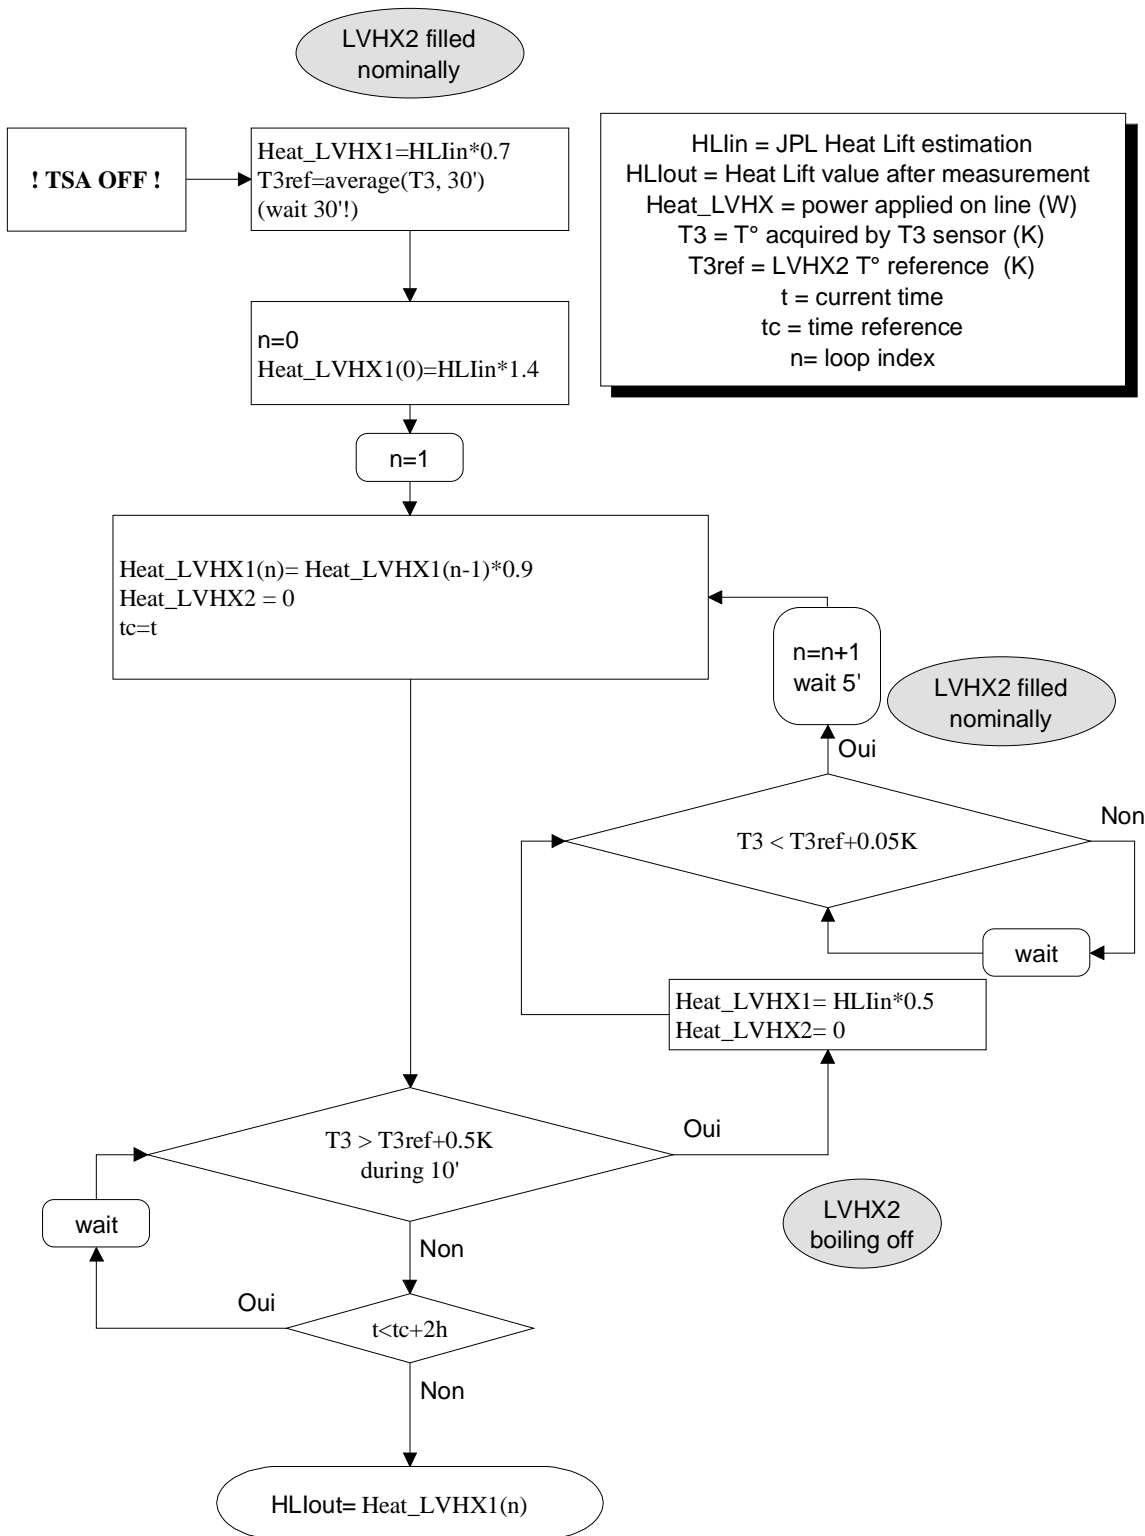 LVHX2 filled
nominally
! TSA OFF !
Heat_LVHX1=HLIin*0.7
T3ref=average(T3, 30')
(wait 30'!)
HLIin = JPL Heat Lift estimation
HLIout = Heat Lift value after measurement
Heat_LVHX = power applied on line (W)
T3 = T° acquired by T3 sensor (K)
T3ref = LVHX2 T° reference (K)
t = current time
tc = time reference
n= loop index
n=0
Heat_LVHX1(0)=HLIin*1.4
n=1
Heat_LVHX1(n)= Heat_LVHX1(n-1)*0.9
Heat_LVHX2 = 0
tc=t
n=n+1
wait 5'
LVHX2 filled
nominally
Oui
T3 < T3ref+0.05K
Non
wait
Heat_LVHX1= HLIin*0.5
Heat_LVHX2= 0
T3 > T3ref+0.5K
during 10'
Oui
wait
LVHX2
boiling off
Non
Oui
t<tc+2h
Non
HLIout= Heat_LVHX1(n)